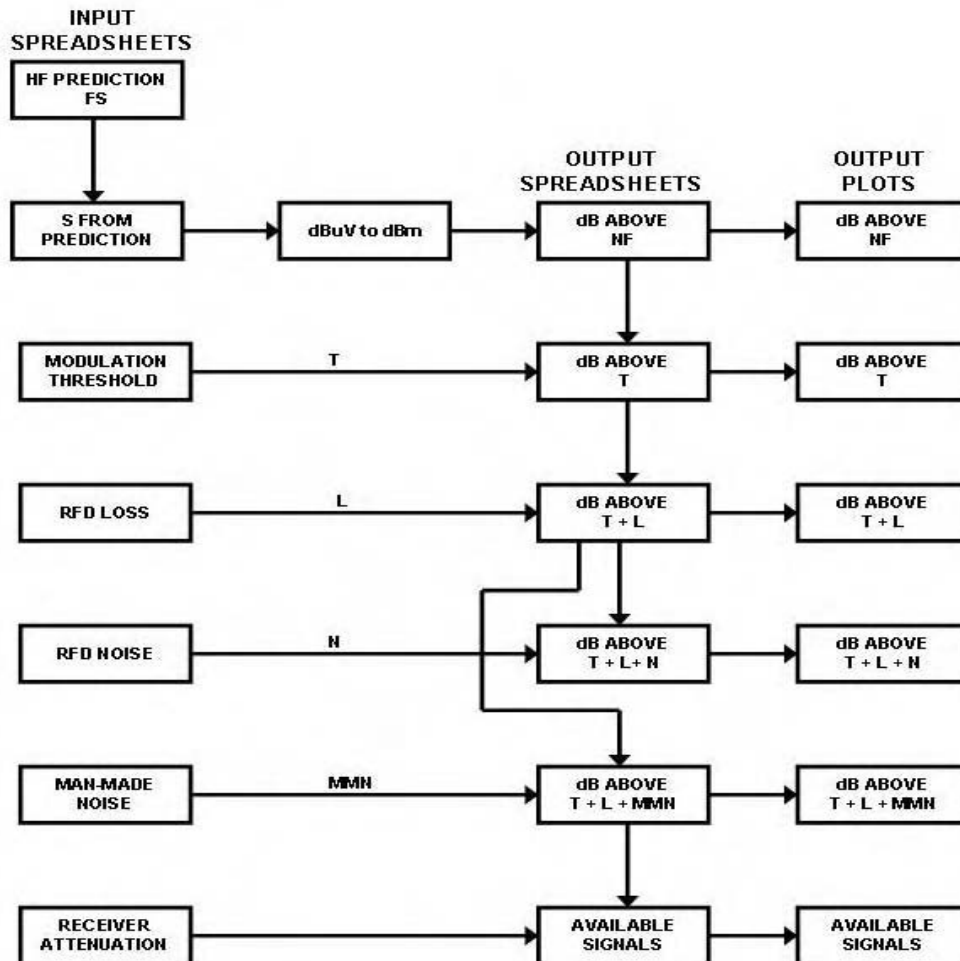 INPUT
SPREADSHEETS
HF PREDICTION
FS
OUTPUT
SPREADSHEETS
OUTPUT
PLOTS
S FROM
PREDICTION
dBuV to dBm
dB ABOVE
NF
dB ABOVE
NF
MODULATION
THRESHOLD
T
dB ABOVE
T
dB ABOVE
T
RFD LOSS
L
dB ABOVE
T + L
dB ABOVE
T + L
RFD NOISE
N
dB ABOVE
T + L+ N
dB ABOVE
T + L + N
MAN-MADE
NOISE
MMN
dB ABOVE
T + L + MMN
dB ABOVE
T + L + MMN
RECEIVER
ATTENUATION
AVAILABLE
SIGNALS
AVAILABLE
SIGNALS